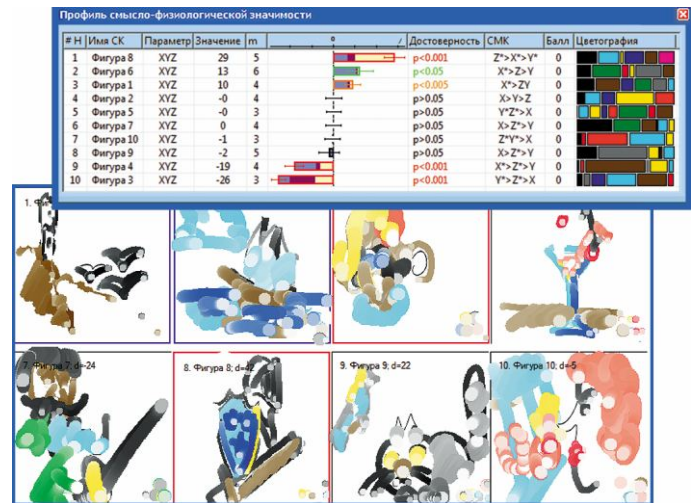 Профиль смысло-физиологической значимости
# Н Имя СК Параметр Значение m 0 Достоверность СМК Балл Цветография
1 Фигура 8 XYZ 29 5 p<0.001 Z*>X*>Y* 0
2 Фигура 6 XYZ 13 6 p<0.05 X*>Z>Y 0
3 Фигура 1 XYZ 10 4 p<0.005 X*>ZY 0
4 Фигура 2 XYZ -0 4 p>0.05 X>Y>Z 0
5 Фигура 5 XYZ -0 3 p>0.05 Y*Z*>X 0
6 Фигура 7 XYZ 0 4 p>0.05 X>Z*>Y 0
7 Фигура 10 XYZ -1 3 p>0.05 Z*Y*>X 0
8 Фигура 9 XYZ -2 5 p>0.05 X>Z*>Y 0
9 Фигура 4 XYZ -19 4 p<0.001 X*>Z*>Y 0
10 Фигура 3 XYZ -26 3 p<0.001 Y*>Z*>X 0
1.
7. Фигура 7; d=-24 8. Фигура 8; d=42 9. Фигура 9; d=22 10. Фигура 10; d=-5